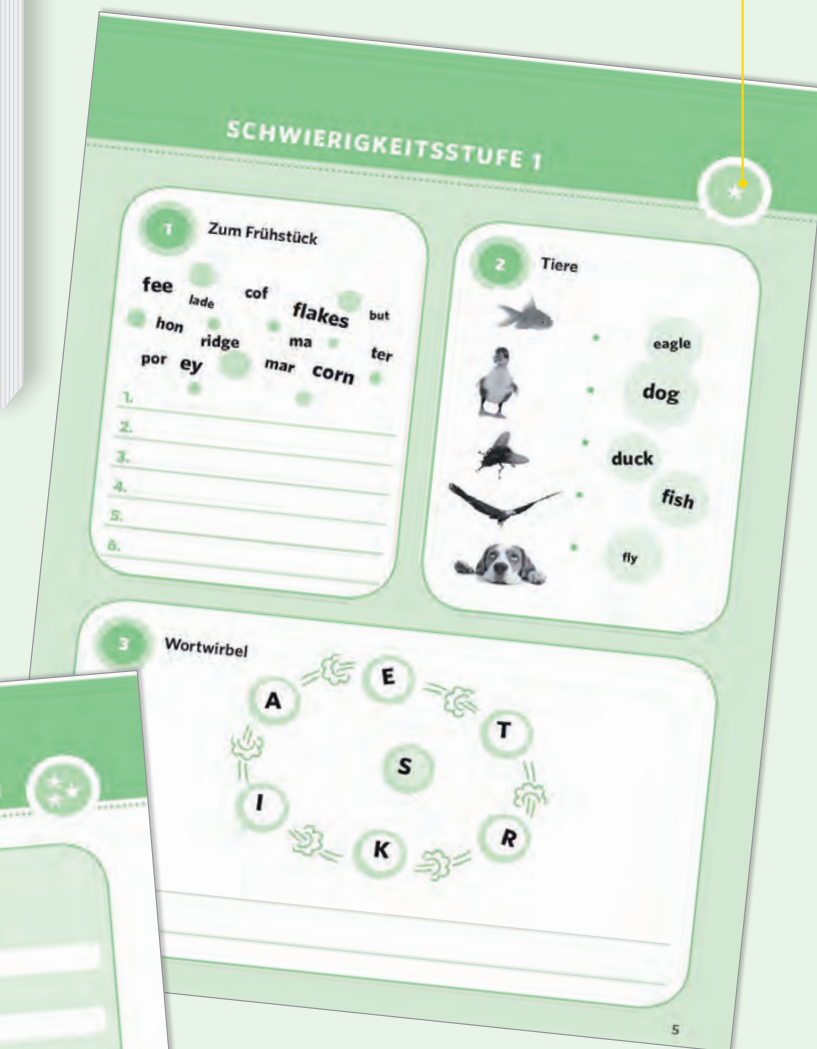 SCHWIERIGKEITSSTUFE 1
1 Zum Frühstück
fee lade cof flakes but
hon ridge ma ter
por ey mar corn
1.
2.
3.
4.
5.
6.
2 Tiere
eagle
dog
duck
fish
fly
3 Wortwirbel
A E T
S
I K R
5